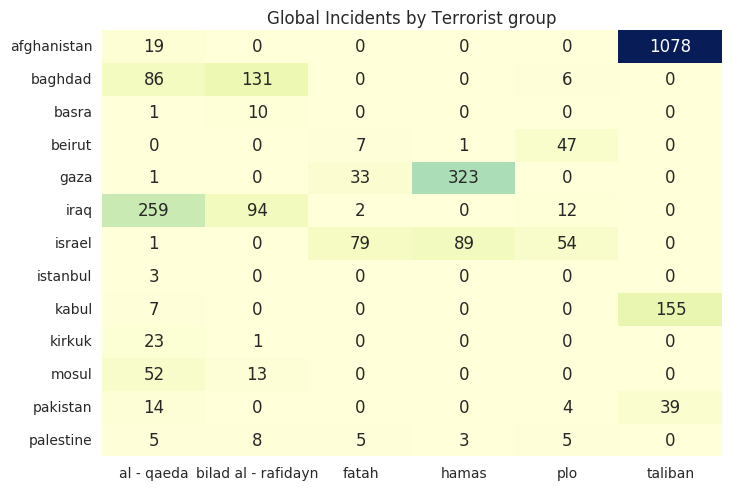 Global Incidents by Terrorist group
afghanistan 19 0 0 0 0 1078
baghdad 86 131 0 0 6 0
basra 1 10 0 0 0 0
beirut 0 0 7 1 47 0
gaza 1 0 33 323 0 0
iraq 259 94 2 0 12 0
israel 1 0 79 89 54 0
istanbul 3 0 0 0 0 0
kabul 7 0 0 0 0 155
kirkuk 23 1 0 0 0 0
mosul 52 13 0 0 0 0
pakistan 14 0 0 0 4 39
palestine 5 8 5 3 5 0
al - qaeda bilad al - rafidayn fatah hamas plo taliban